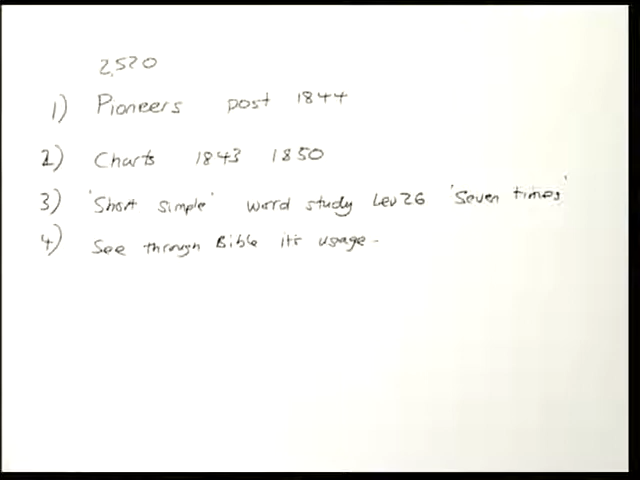 2,520
1) Pioneers post 1844
2) Charts 1843 1850
3) 'Short simple' word study Lev 26 'Seven times'
4) See through Bible it's usage -